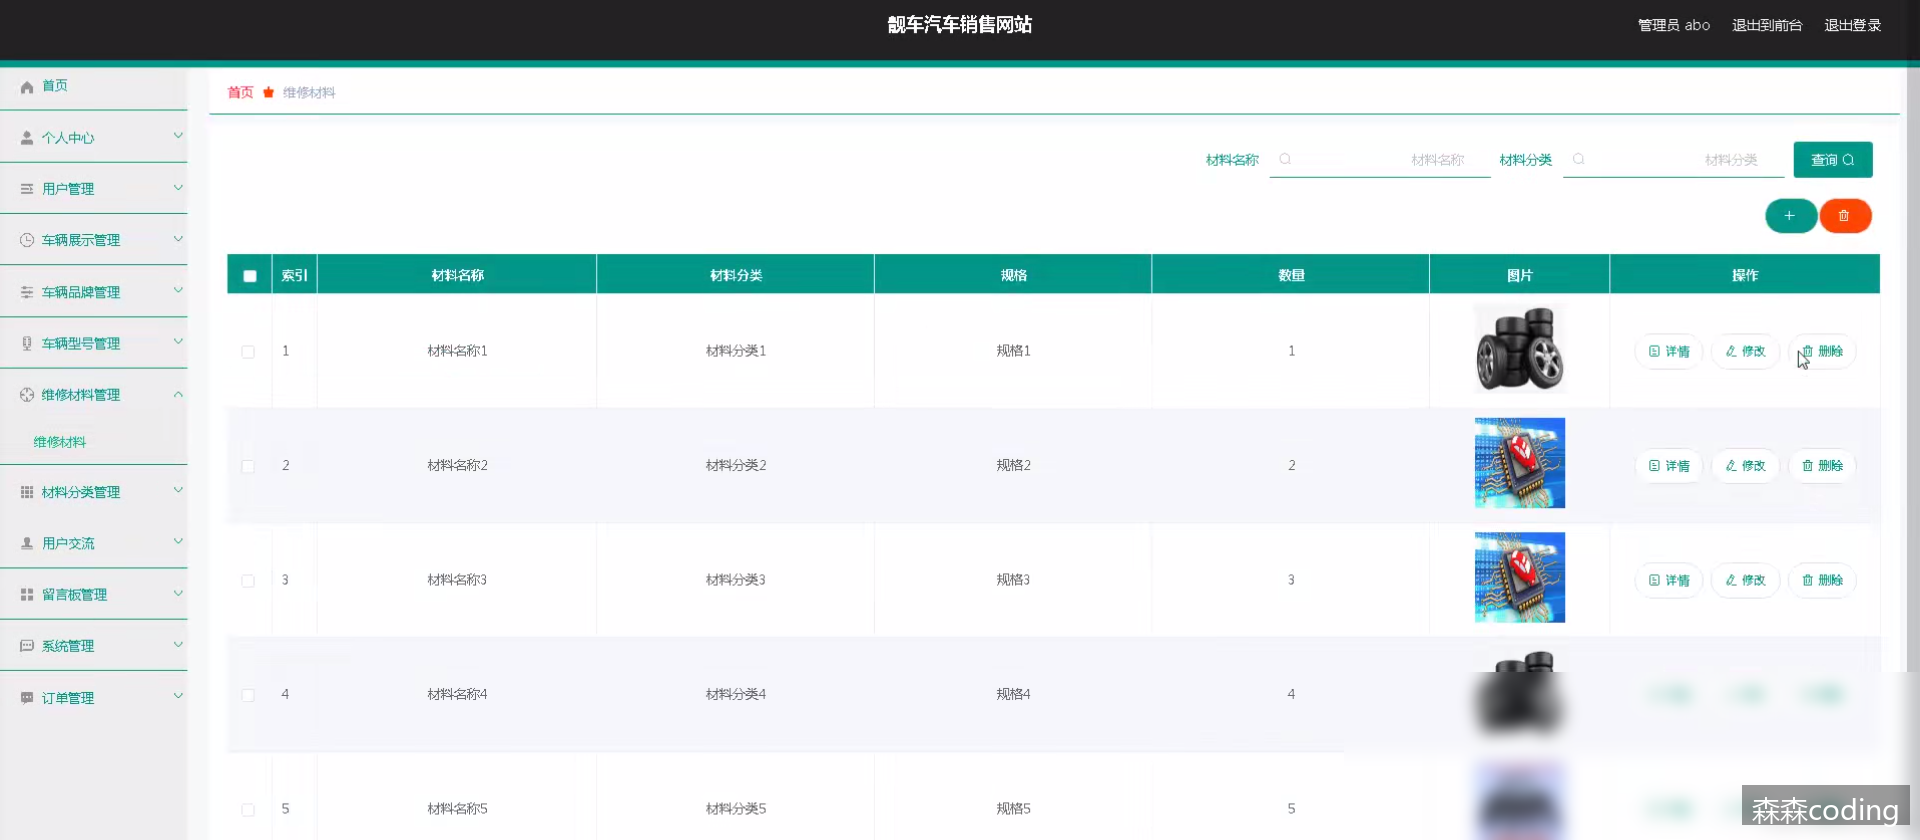 靓车汽车销售网站
管理员 abo 退出到前台 退出登录
首页
个人中心
用户管理
车辆展示管理
车辆品牌管理
车辆型号管理
维修材料管理
维修材料
材料分类管理
用户交流
留言板管理
系统管理
订单管理
首页 维修材料
材料名称 材料名称 材料分类 材料分类 查询
索引 材料名称 材料分类 规格 数量 图片 操作
1 材料名称1 材料分类1 规格1 1 详情 修改 删除
2 材料名称2 材料分类2 规格2 2 详情 修改 删除
3 材料名称3 材料分类3 规格3 3 详情 修改 删除
4 材料名称4 材料分类4 规格4 4
5 材料名称5 材料分类5 规格5 5
森森coding